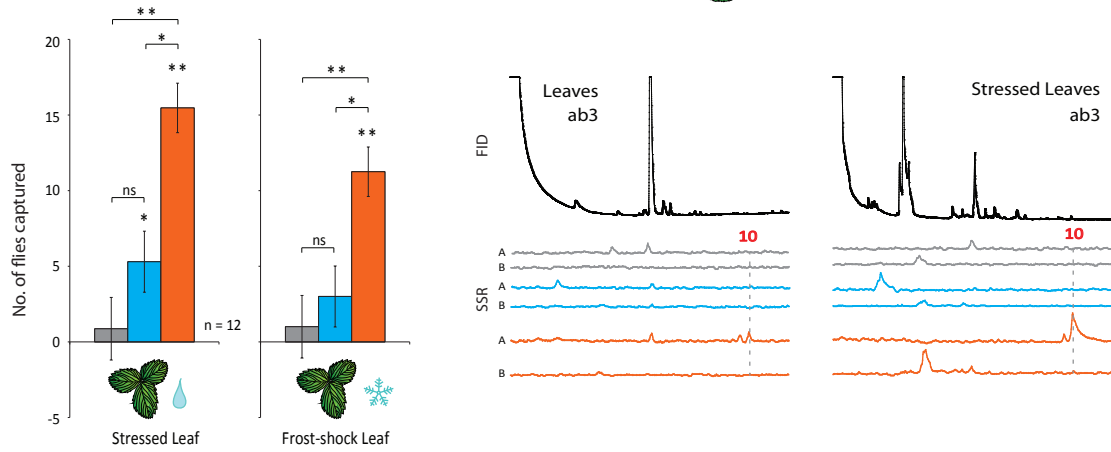 No. of flies captured
20
15
10
5
0
-5
**
*
**
ns
*
n = 12
Stressed Leaf
**
*
**
ns
Frost-shock Leaf
FID
SSR
Leaves
ab3
10
A
B
A
B
A
B
Stressed Leaves
ab3
10